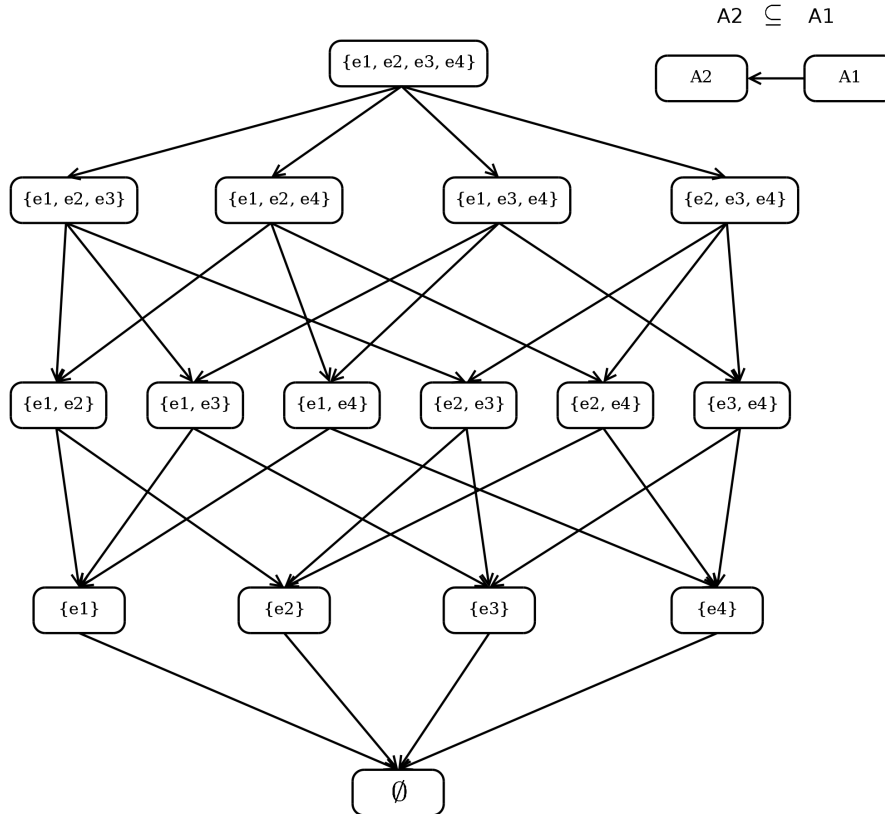 A2 ⊆ A1
{e1, e2, e3, e4}
A2
A1
{e1, e2, e3}
{e1, e2, e4}
{e1, e3, e4}
{e2, e3, e4}
{e1, e2}
{e1, e3}
{e1, e4}
{e2, e3}
{e2, e4}
{e3, e4}
{e1}
{e2}
{e3}
{e4}
∅